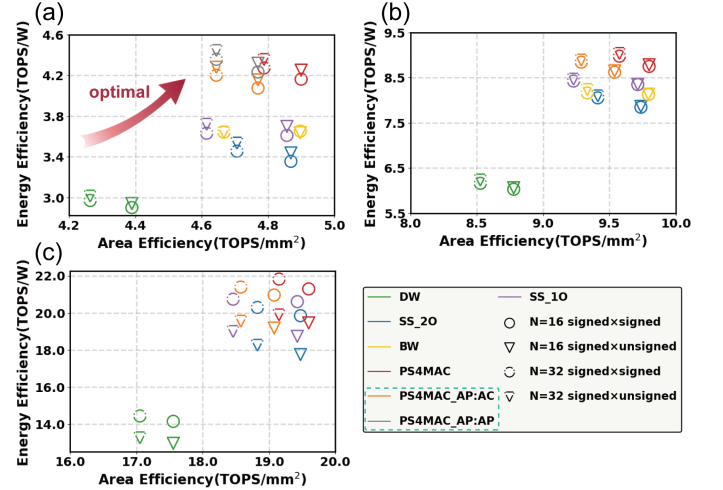 (a)
Energy Efficiency(TOPS/W)
4.6
4.2
3.8
3.4
3.0
optimal
4.2 4.4 4.6 4.8 5.0
Area Efficiency(TOPS/mm²)
(b)
Energy Efficiency(TOPS/W)
10.5
9.5
8.5
7.5
6.5
5.5
8.0 8.5 9.0 9.5 10.0
Area Efficiency(TOPS/mm²)
(c)
Energy Efficiency(TOPS/W)
22.0
20.0
18.0
16.0
14.0
16.0 17.0 18.0 19.0 20.0
Area Efficiency(TOPS/mm²)
DW
SS_2O
BW
PS4MAC
PS4MAC_AP:AC
PS4MAC_AP:AP
SS_1O
N=16 signed×signed
N=16 signed×unsigned
N=32 signed×signed
N=32 signed×unsigned